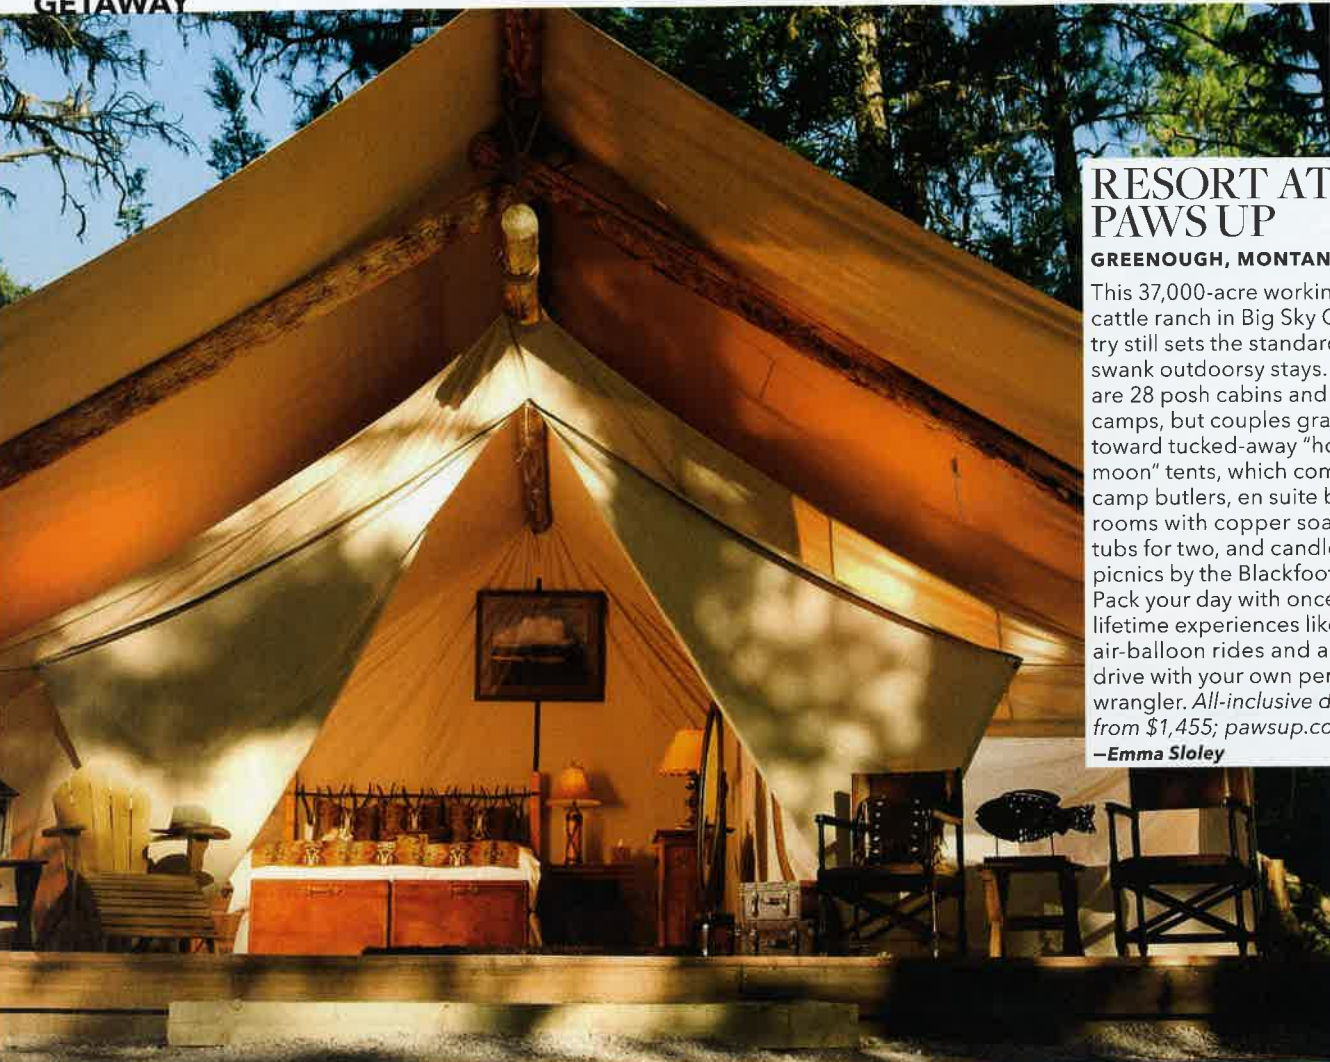 GETAWAY
RESORT AT
PAWS UP
GREENOUGH, MONTAN
This 37,000-acre workin
cattle ranch in Big Sky C
try still sets the standard
swank outdoorsy stays.
are 28 posh cabins and
camps, but couples gra
toward tucked-away "ho
moon" tents, which com
camp butlers, en suite b
rooms with copper soa
tubs for two, and candle
picnics by the Blackfoot
Pack your day with once
lifetime experiences like
air-balloon rides and a
drive with your own per
wrangler. All-inclusive d
from $1,455; pawsup.co
—Emma Sloley